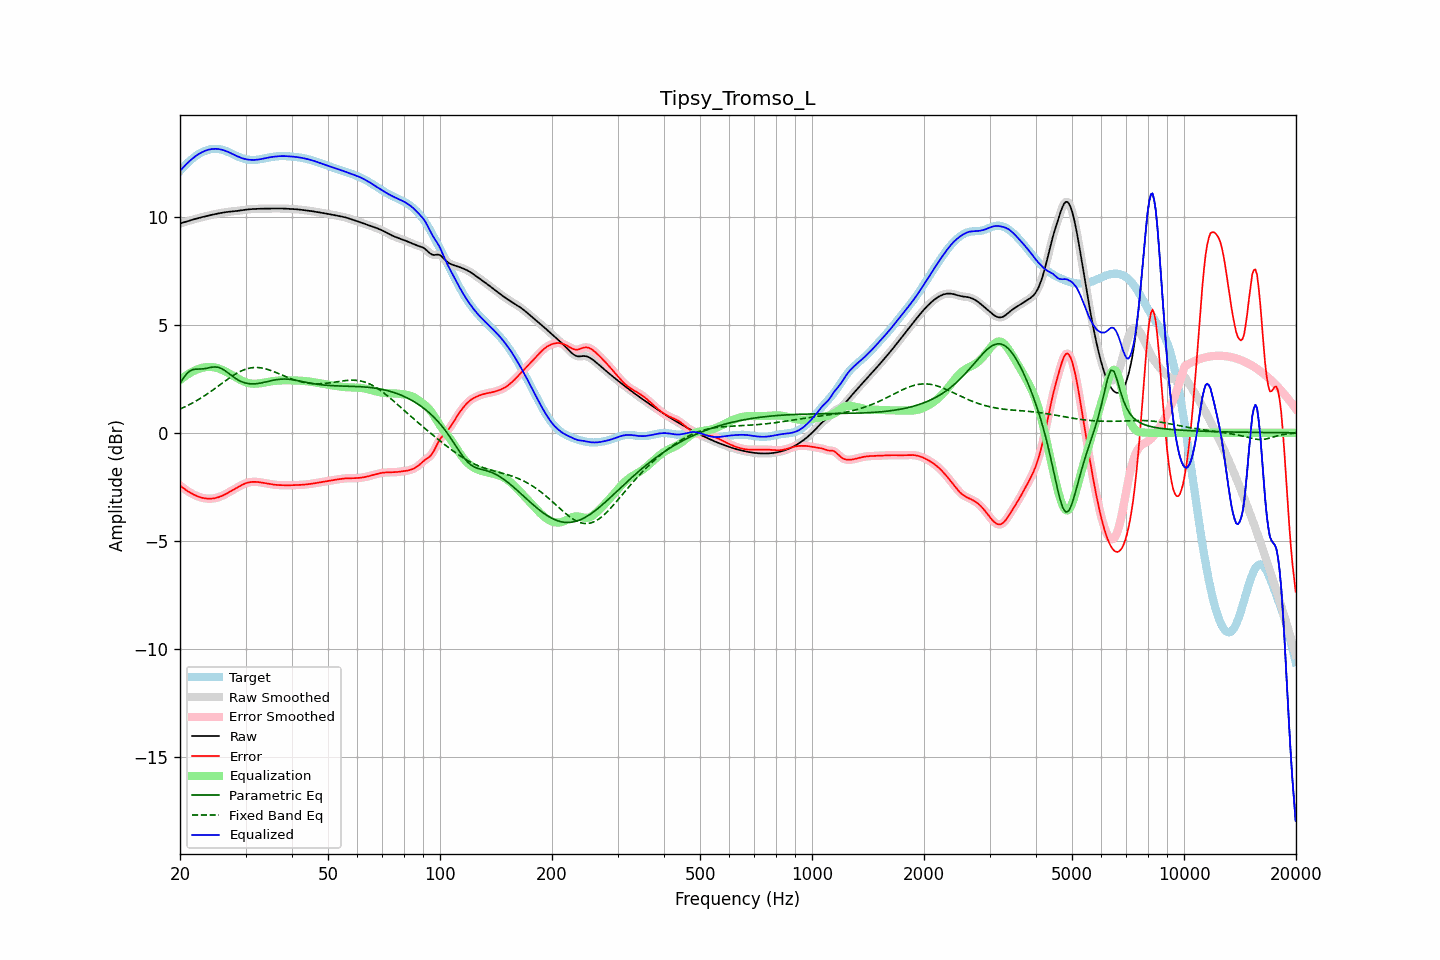 Tipsy_Tromso_L
Amplitude (dBr)
10
5
0
−5
−10
−15
Target
Raw Smoothed
Error Smoothed
Raw
Error
Equalization
Parametric Eq
Fixed Band Eq
Equalized
20 50 100 200 500 1000 2000 5000 10000 20000
Frequency (Hz)